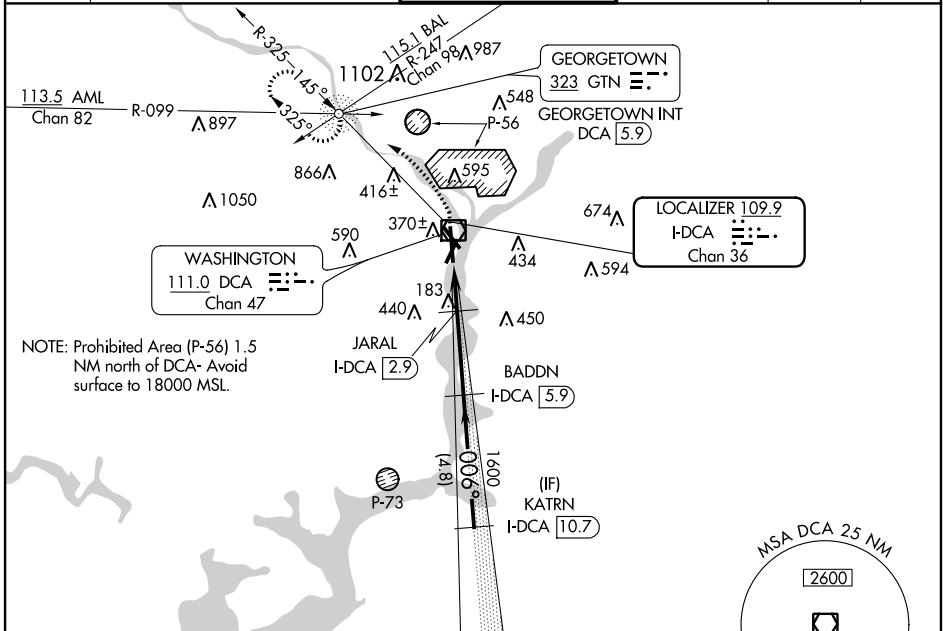 R-325
145°
325°
115.1 BAL
R-247
Chan 98
987
1102
GEORGETOWN
323 GTN
548
P-56
GEORGETOWN INT
DCA 5.9
113.5 AML
Chan 82
R-099
897
866
416±
595
1050
370±
590
674
434
594
LOCALIZER 109.9
I-DCA
Chan 36
WASHINGTON
111.0 DCA
Chan 47
183
440
450
NOTE: Prohibited Area (P-56) 1.5
NM north of DCA- Avoid
surface to 18000 MSL.
JARAL
I-DCA 2.9
BADDN
I-DCA 5.9
006°
1600
(4.8)
P-73
(IF)
KATRN
I-DCA 10.7
MSA DCA 25 NM
2600